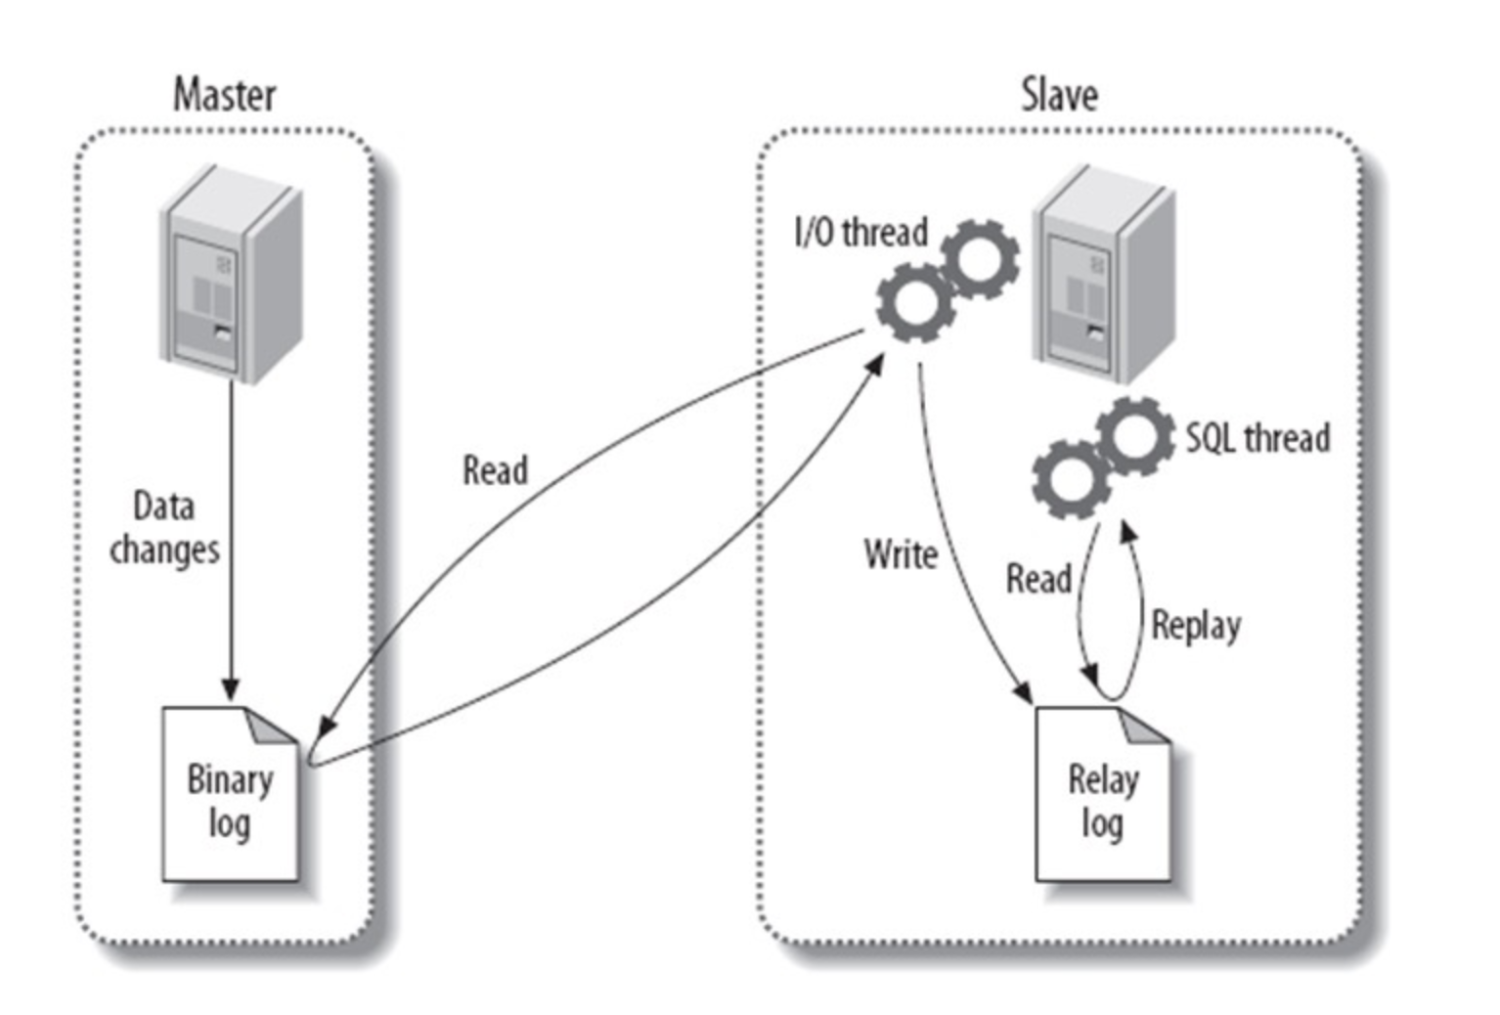 Master
Slave
I/O thread
SQL thread
Read
Data
changes
Write
Read
Replay
Binary
log
Relay
log